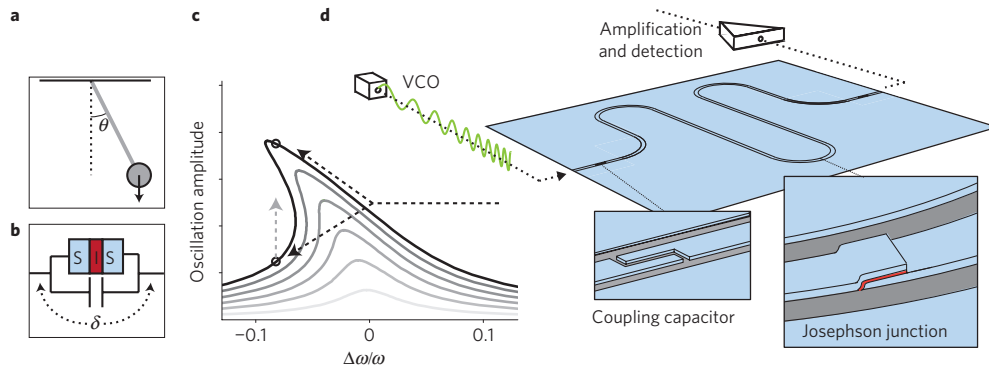 a
θ
b
S I S
δ
c
Oscillation amplitude
−0.1
0
0.1
Δω/ω
d
VCO
Amplification
and detection
Coupling capacitor
Josephson junction